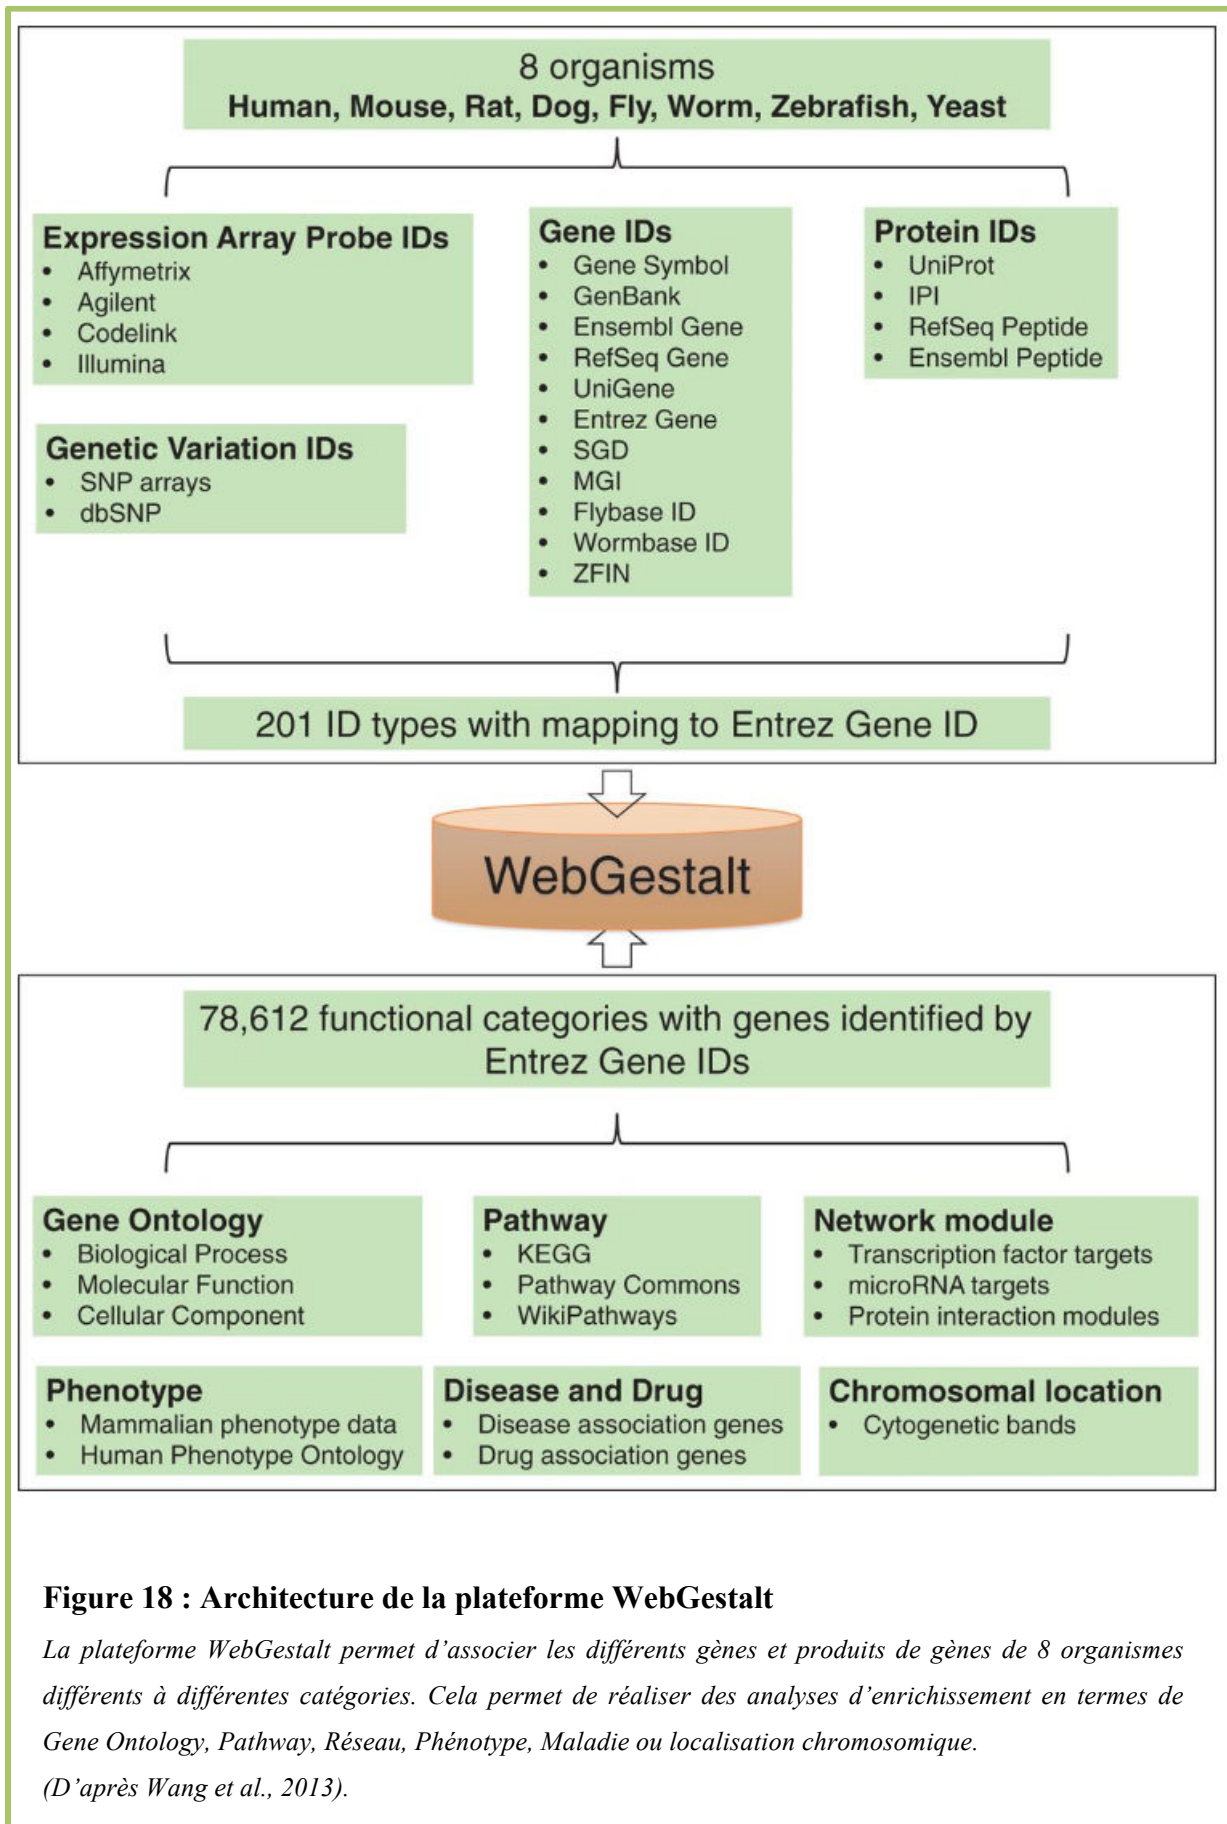 8 organisms
Human, Mouse, Rat, Dog, Fly, Worm, Zebrafish, Yeast
Expression Array Probe IDs
• Affymetrix
• Agilent
• Codelink
• Illumina
Genetic Variation IDs
• SNP arrays
• dbSNP
Gene IDs
• Gene Symbol
• GenBank
• Ensembl Gene
• RefSeq Gene
• UniGene
• Entrez Gene
• SGD
• MGI
• Flybase ID
• Wormbase ID
• ZFIN
Protein IDs
• UniProt
• IPI
• RefSeq Peptide
• Ensembl Peptide
201 ID types with mapping to Entrez Gene ID
WebGestalt
78,612 functional categories with genes identified by
Entrez Gene IDs
Gene Ontology
• Biological Process
• Molecular Function
• Cellular Component
Pathway
• KEGG
• Pathway Commons
• WikiPathways
Network module
• Transcription factor targets
• microRNA targets
• Protein interaction modules
Phenotype
• Mammalian phenotype data
• Human Phenotype Ontology
Disease and Drug
• Disease association genes
• Drug association genes
Chromosomal location
• Cytogenetic bands
Figure 18 : Architecture de la plateforme WebGestalt
La plateforme WebGestalt permet d’associer les différents gènes et produits de gènes de 8 organismes
différents à différentes catégories. Cela permet de réaliser des analyses d’enrichissement en termes de
Gene Ontology, Pathway, Réseau, Phénotype, Maladie ou localisation chromosomique.
(D’après Wang et al., 2013).